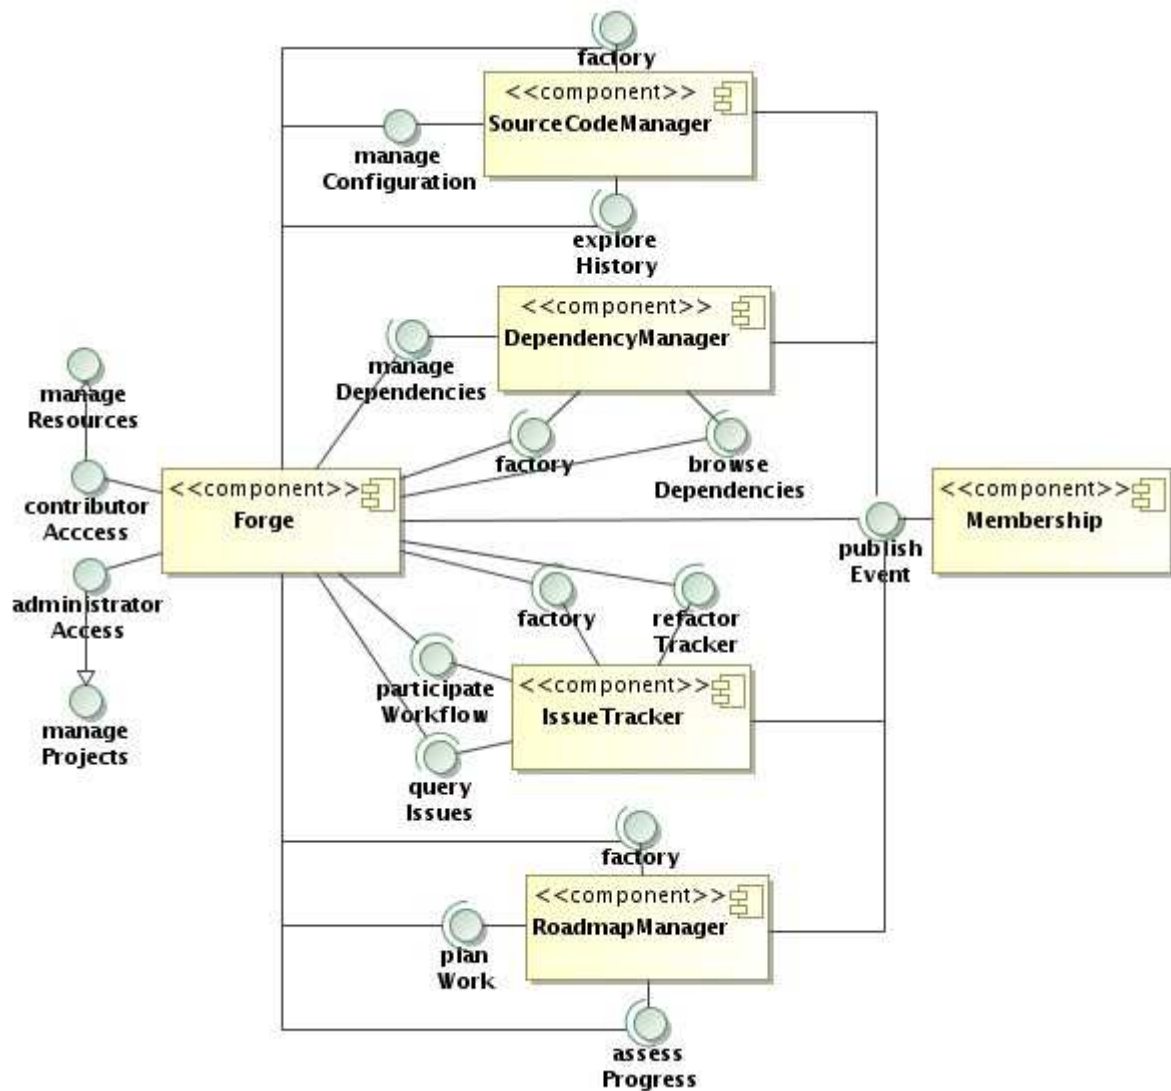 factory
<<component>>
SourceCodeManager
manage
Configuration
explore
History
<<component>>
DependencyManager
manage
Dependencies
manage
Resources
factory
browse
Dependencies
contributor
Acccess
<<component>>
Forge
<<component>>
Membership
publish
Event
administrator
Access
factory
refactor
Tracker
participate
Workflow
<<component>>
IssueTracker
manage
Projects
query
Issues
factory
<<component>>
RoadmapManager
plan
Work
assess
Progress